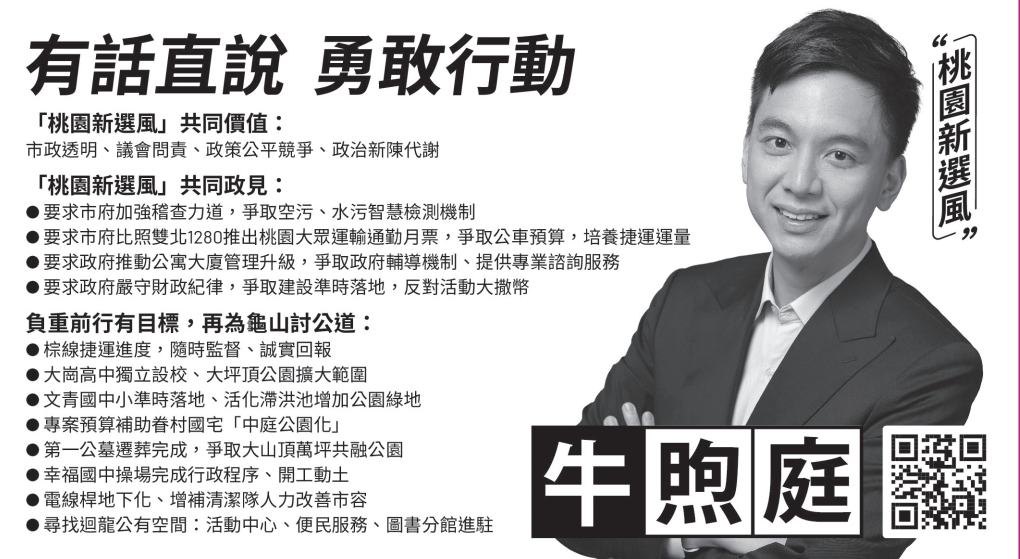 有話直說 勇敢行動
「桃園新選風」共同價值：
市政透明、議會問責、政策公平競爭、政治新陳代謝
「桃園新選風」共同政見：
●要求市府加強稽查力道，爭取空污、水污智慧檢測機制
●要求市府比照雙北1280推出桃園大眾運輸通勤月票，爭取公車預算，培養捷運運量
●要求政府推動公寓大廈管理升級，爭取政府輔導機制、提供專業諮詢服務
●要求政府嚴守財政紀律，爭取建設準時落地，反對活動大撒幣
負重前行有目標，再為龜山討公道：
●棕線捷運進度，隨時監督、誠實回報
●大崗高中獨立設校、大坪頂公園擴大範圍
●文青國中小準時落地、活化滯洪池增加公園綠地
●專案預算補助眷村國宅「中庭公園化」
●第一公墓遷葬完成，爭取大山頂萬坪共融公園
●幸福國中操場完成行政程序、開工動土
●電線桿地下化、增補清潔隊人力改善市容
●尋找迴龍公有空間：活動中心、便民服務、圖書分館進駐
“桃園新選風”
牛煦庭